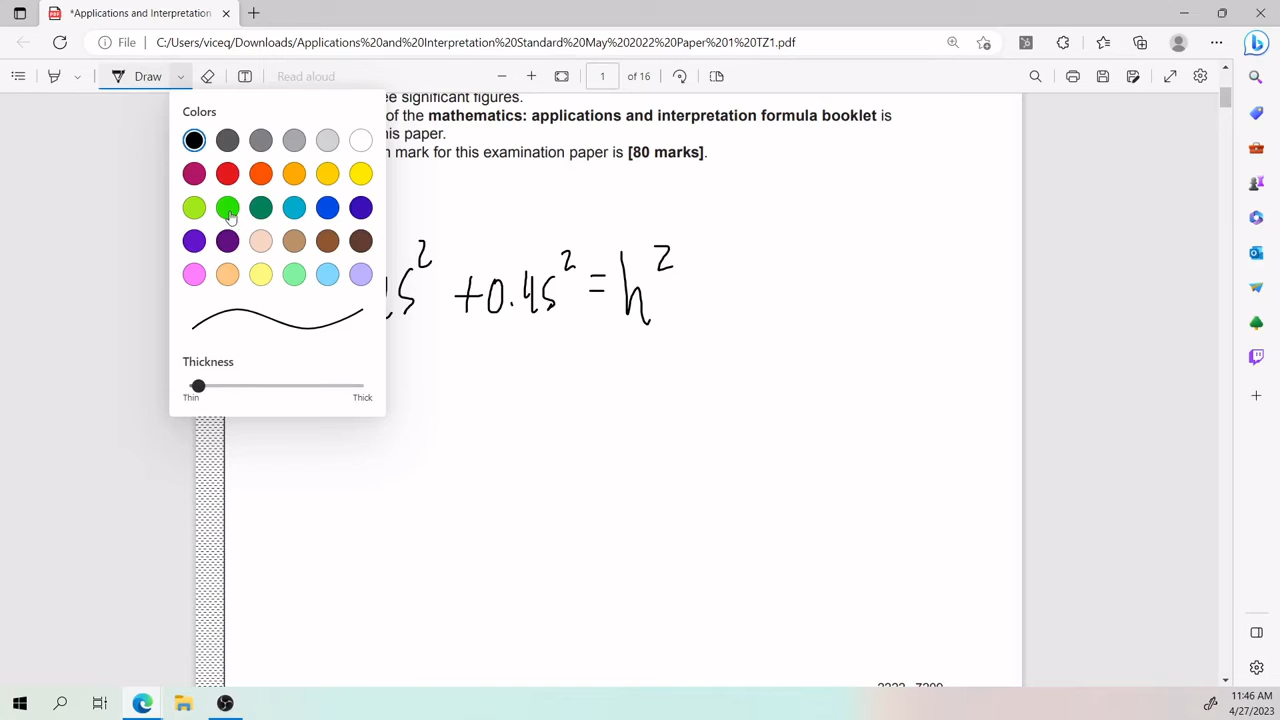 *Applications and Interpretation
File C:/Users/viceq/Downloads/Applications%20and%20Interpretation%20Standard%20May%202022%20Paper%201%20TZ1.pdf
Draw Read aloud 1 of 16
Colors
ee significant figures.
of the mathematics: applications and interpretation formula booklet is
his paper.
n mark for this examination paper is [80 marks].
s² +0.45² = h²
Thickness
Thin Thick
11:46 AM
4/27/2023